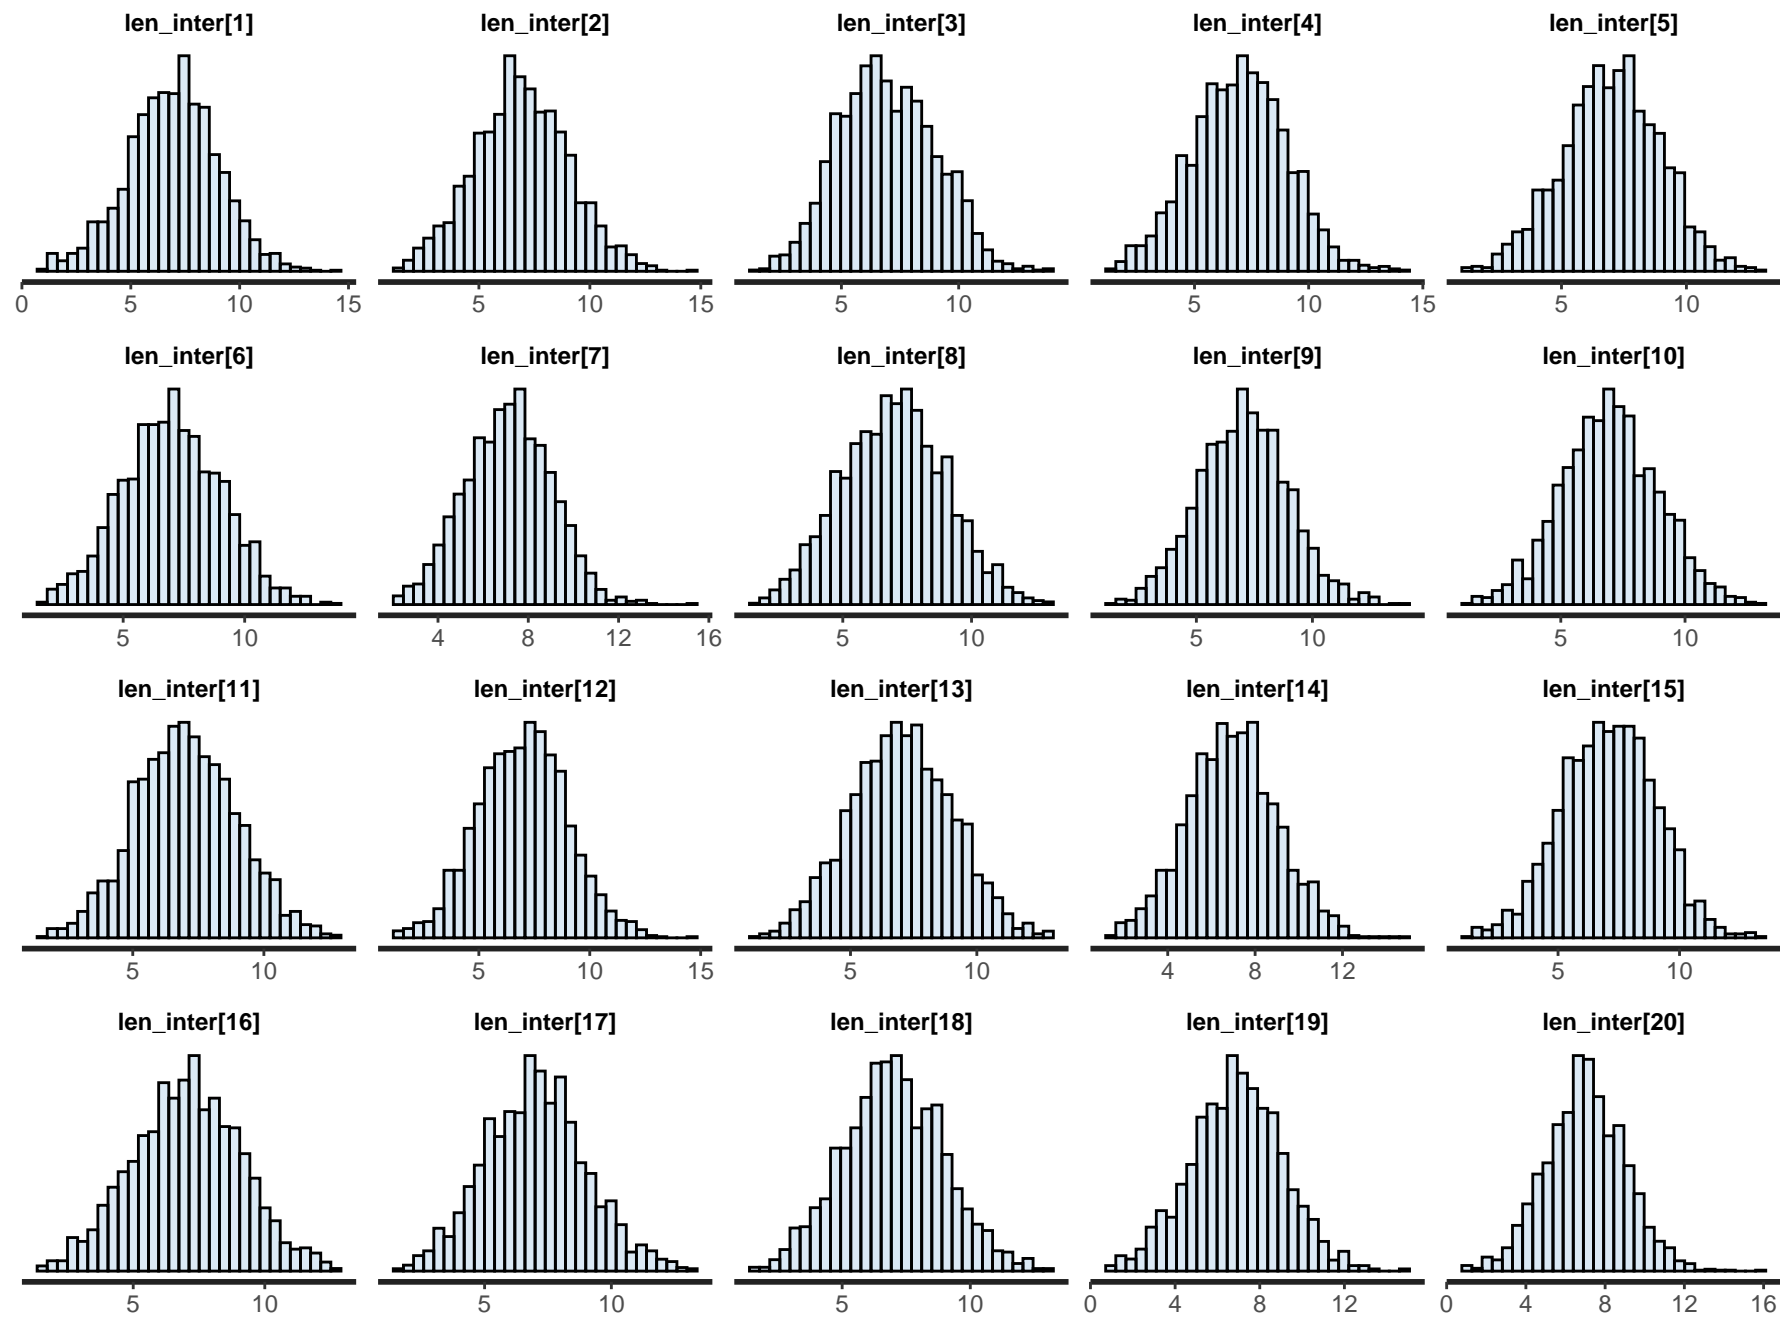 len_inter[1] len_inter[2] len_inter[3] len_inter[4] len_inter[5]
0 5 10 15 5 10 15 5 10 5 10 15 5 10
len_inter[6] len_inter[7] len_inter[8] len_inter[9] len_inter[10]
5 10 4 8 12 16 5 10 5 10 5 10
len_inter[11] len_inter[12] len_inter[13] len_inter[14] len_inter[15]
5 10 5 10 15 5 10 4 8 12 5 10
len_inter[16] len_inter[17] len_inter[18] len_inter[19] len_inter[20]
5 10 5 10 5 10 0 4 8 12 0 4 8 12 16